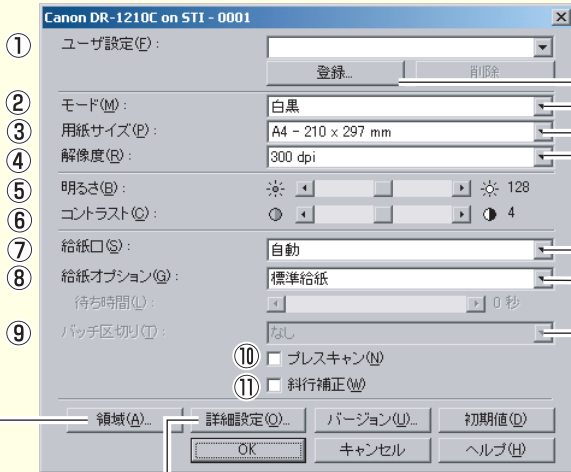 Canon DR-1210C on STI - 0001
① ユーザ設定(F):
登録... 削除
② モード(M): 白黒
③ 用紙サイズ(P): A4 - 210 x 297 mm
④ 解像度(R): 300 dpi
⑤ 明るさ(B): 128
⑥ コントラスト(C): 4
⑦ 給紙口(S): 自動
⑧ 給紙オプション(G): 標準給紙
待ち時間(L): 0 秒
⑨ バッチ区切り(T): なし
⑩ プレスキャン(N)
⑪ 斜行補正(W)
領域(A)... 詳細設定(O)... バージョン(U)... 初期値(D)
OK キャンセル ヘルプ(H)